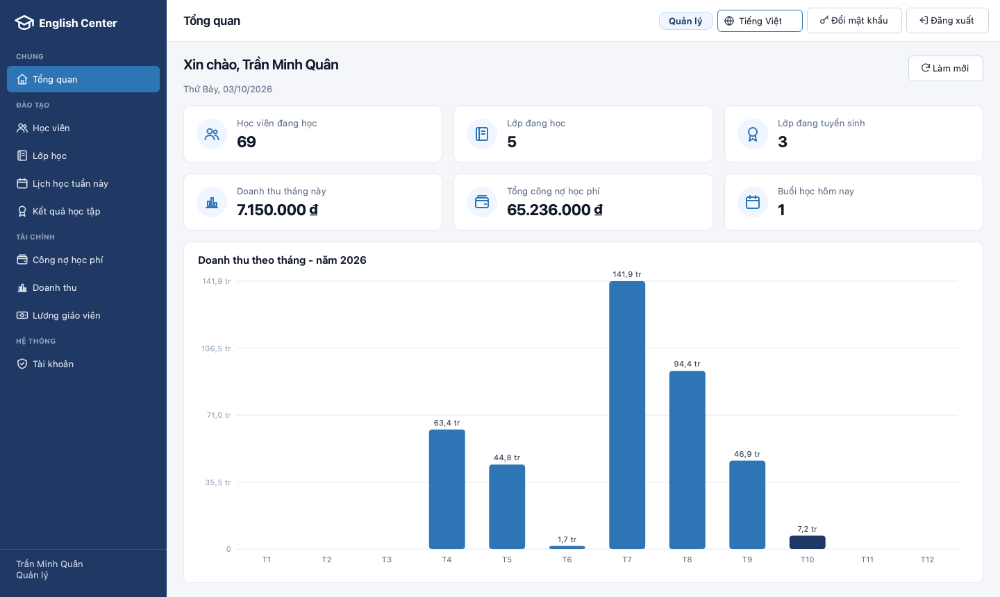 English Center
CHUNG
Tổng quan
ĐÀO TẠO
Học viên
Lớp học
Lịch học tuần này
Kết quả học tập
TÀI CHÍNH
Công nợ học phí
Doanh thu
Lương giáo viên
HỆ THỐNG
Tài khoản
Trần Minh Quân
Quản lý
Tổng quan
Quản lý
Tiếng Việt
Đổi mật khẩu
Đăng xuất
Xin chào, Trần Minh Quân
Làm mới
Thứ Bảy, 03/10/2026
Học viên đang học
69
Lớp đang học
5
Lớp đang tuyển sinh
3
Doanh thu tháng này
7.150.000 ₫
Tổng công nợ học phí
65.236.000 ₫
Buổi học hôm nay
1
Doanh thu theo tháng - năm 2026
141,9 tr
106,5 tr
71,0 tr
35,5 tr
0
63,4 tr
44,8 tr
1,7 tr
141,9 tr
94,4 tr
46,9 tr
7,2 tr
T1 T2 T3 T4 T5 T6 T7 T8 T9 T10 T11 T12